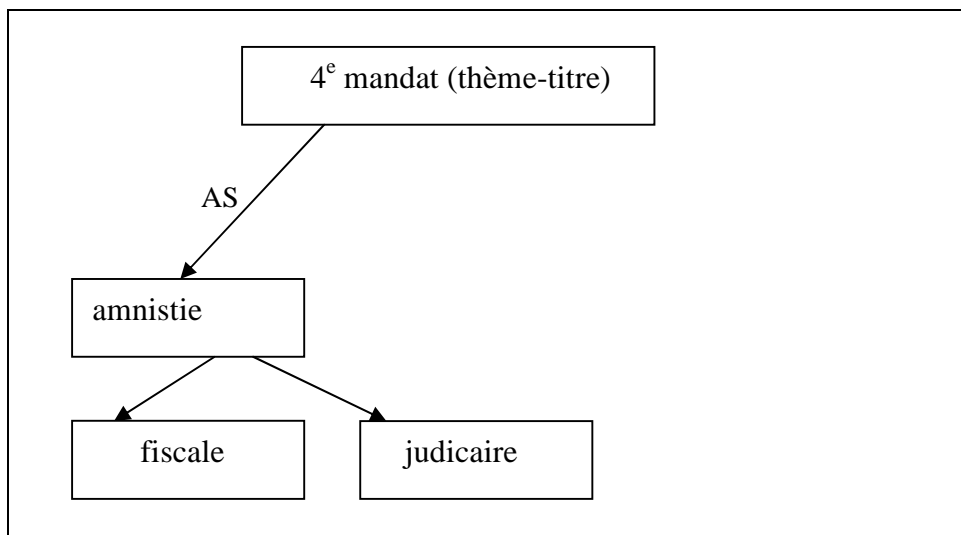 4e mandat (thème-titre)
AS
amnistie
fiscale
judicaire